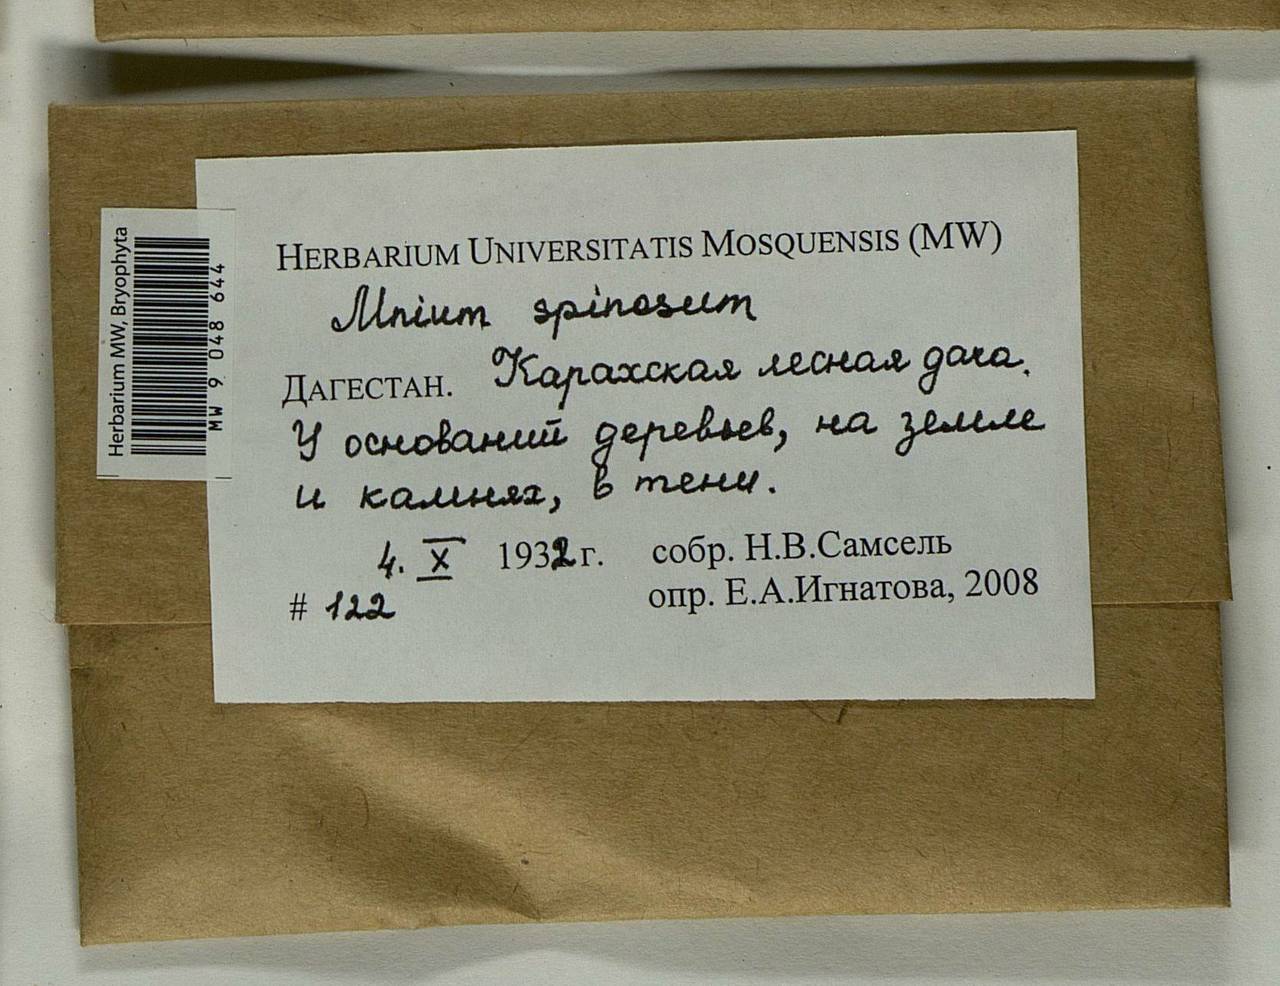 Herbarium MW, Bryophyta
MW 9 048 644
HERBARIUM UNIVERSITATIS MOSQUENSIS (MW)
Mnium spinosum
ДАГЕСТАН. Карахская лесная дача.
У оснований деревьев, на земле
и камнях, в тени.
4. X 1932 г. собр. Н.В.Самсель
# 122 опр. Е.А.Игнатова, 2008